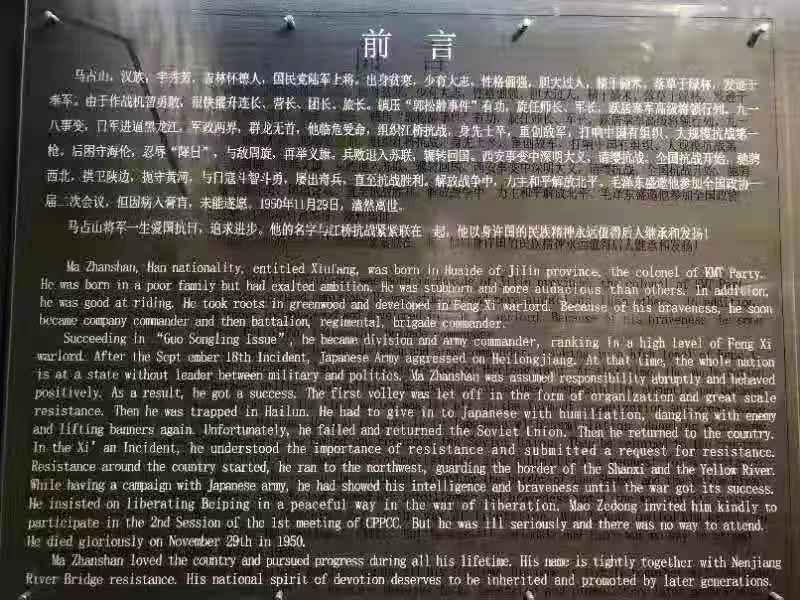 前 言
马占山，汉族，字秀芳，吉林怀德人，国民党陆军上将。出身贫寒，少有大志，性格倔强，胆大过人，精于骑术。落草于绿林，发迹于
奉军。由于作战机智勇敢，很快擢升连长、营长、团长、旅长。镇压“郭松龄事件”有功，旋任师长、军长，跃居奉军高级将领行列。九一
八事变，日军进逼黑龙江，军政两界，群龙无首，他临危受命，组织江桥抗战，身先士卒，重创敌军，打响中国有组织、大规模抗战第一
枪。后困守海伦，忍辱“降日”，与敌周旋，再举义旗。兵败退入苏联，辗转回国。西安事变中深明大义，请缨抗战。全国抗战开始，驰骋
西北，拱卫陕边，扼守黄河，与日寇斗智斗勇，屡出奇兵，直至抗战胜利。解放战争中，力主和平解放北平。毛泽东盛邀他参加全国政协一
届二次会议，但因病入膏肓，未能遂愿。1950年11月29日，溘然离世。
马占山将军一生爱国抗日，追求进步。他的名字与江桥抗战紧紧联在一起，他以身许国的民族精神永远值得后人继承和发扬！
Ma Zhanshan, Han nationality, entitled Xiufang, was born in Huaide of Jilin province, the colonel of KMT Party.
He was born in a poor family but had exalted ambition. He was stubborn and more audacious than others. In addition,
he was good at riding. He took roots in greenwood and developed in Feng Xi warlord. Because of his braveness, he soon
became company commander and then battalion, regimental, brigade commander.
Succeeding in “Guo Songling Issue”, he became division and army commander, ranking in a high level of Feng Xi
warlord. After the Sept ember 18th Incident, Japanese Army aggressed on Heilongjiang. At that time, the whole nation
is at a state without leader between military and politics. Ma Zhanshan was assumed responsibility abruptly and behaved
positively. As a result, he got a success. The first volley was let off in the form of organlzation and great scale
resistance. Then he was trapped in Hailun. He had to give in to japanese with humiliation, dangling with enemy
and lifting banners again. Unfortunately, he failed and returned the Soviet Union. Then he returned to the country.
In the Xi’an Incident, he understood the importance of resistance and submitted a request for resistance.
Resistance around the country started, he ran to the northwest, guarding the border of the Shanxi and the Yellow River.
While having a campaign with Japanese army, he had showed his intelligence and braveness until the war got its success.
He insisted on liberating Beiping in a peaceful way in the war of liberation. Mao Zedong invited him kindly to
participate in the 2nd Session of the 1st meeting of CPPCC. But he was ill seriously and there was no way to attend.
He died gloriously on November 29th in 1950.
Ma Zhanshan loved the country and pursued progress during all his lifetime. His name is tightly together with Nenjiang
River Bridge resistance. His national spirit of devotion deserves to be inherited and promoted by later generations.